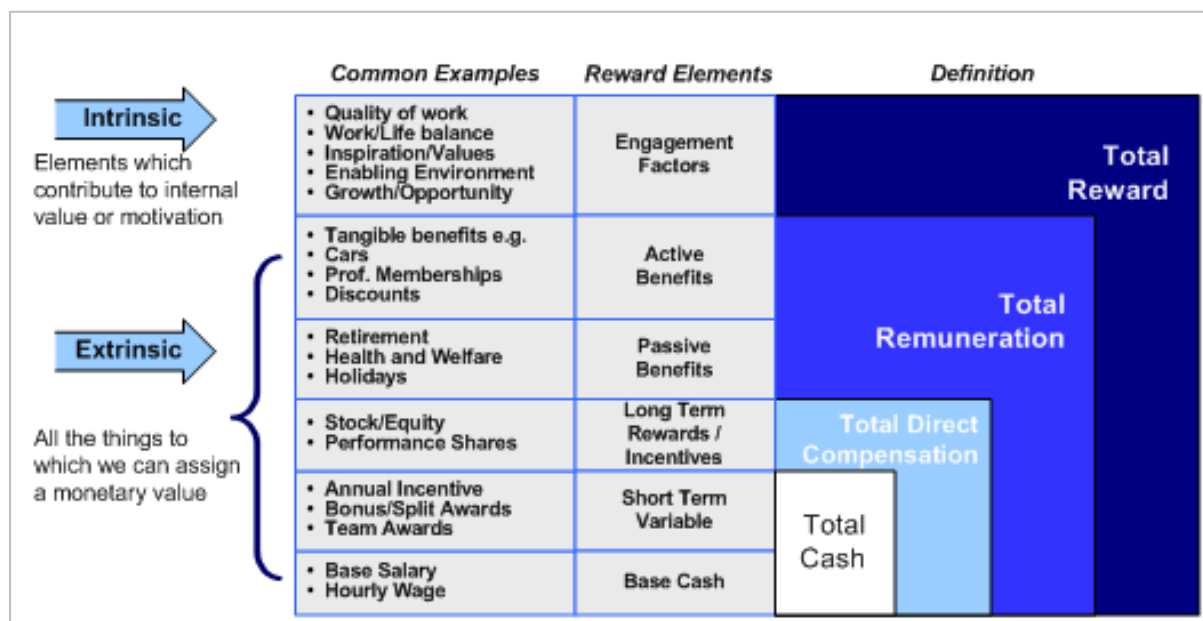 Common Examples
Reward Elements
Definition
Intrinsic
Elements which
contribute to internal
value or motivation
• Quality of work
• Work/Life balance
• Inspiration/Values
• Enabling Environment
• Growth/Opportunity
Engagement
Factors
Total
Reward
Extrinsic
All the things to
which we can assign
a monetary value
• Tangible benefits e.g.
• Cars
• Prof. Memberships
• Discounts
Active
Benefits
Total
Remuneration
• Retirement
• Health and Welfare
• Holidays
Passive
Benefits
• Stock/Equity
• Performance Shares
Long Term
Rewards /
Incentives
Total Direct
Compensation
• Annual Incentive
• Bonus/Split Awards
• Team Awards
Short Term
Variable
Total
Cash
• Base Salary
• Hourly Wage
Base Cash